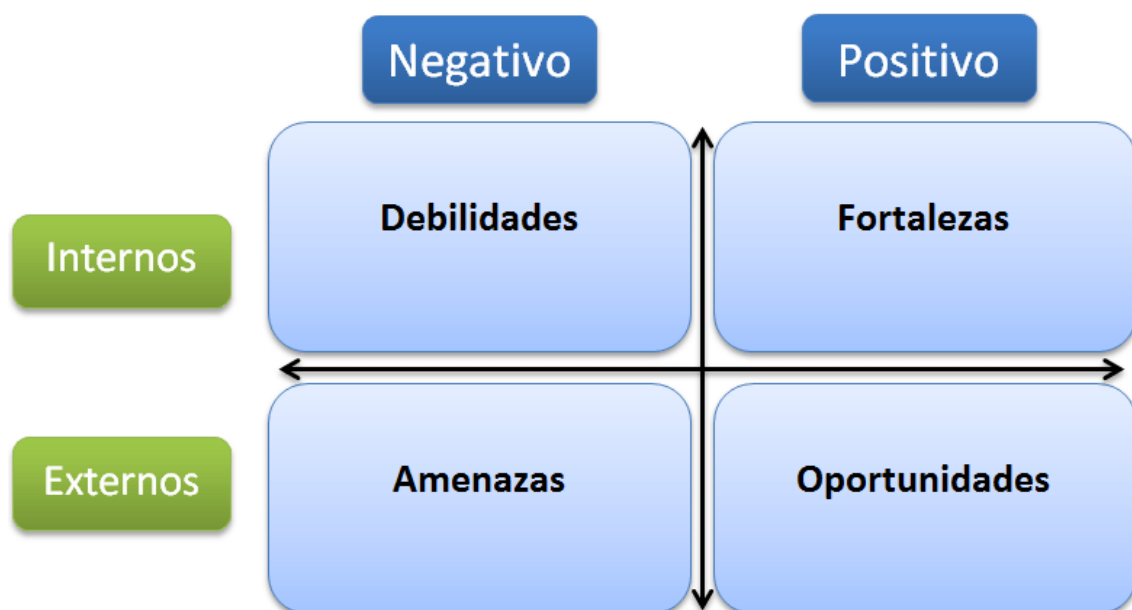 Negativo
Positivo
Internos
Debilidades
Fortalezas
Externos
Amenazas
Oportunidades